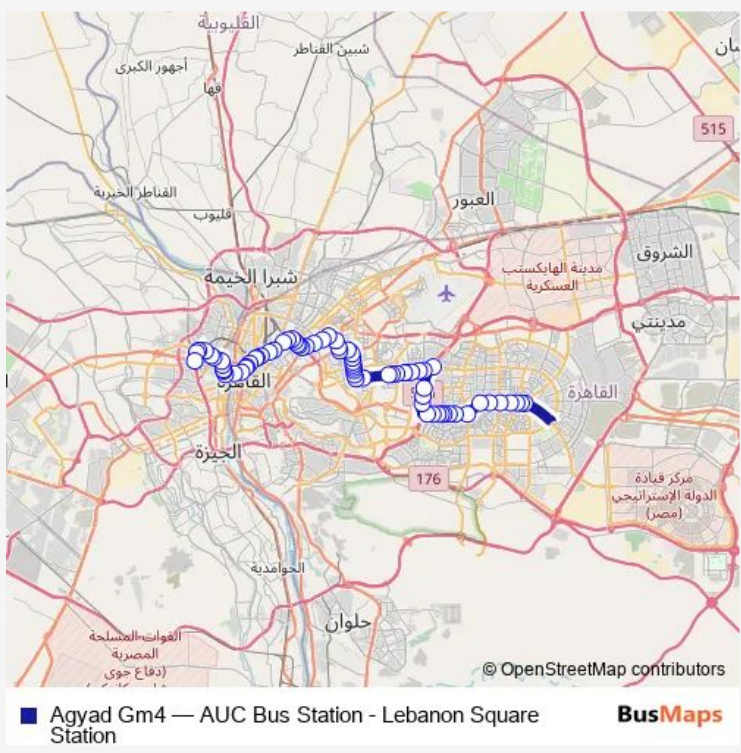 القليوبية
شبين القناطر
أجهور الكبرى
قها
515
القناطر الخيرية
قليوب
العبور
الشروق
شبرا الخيمة
مدينة الهايكستب
العسكرية
مدينتي
القاهرة
القاهرة
الجيزة
176
مركز قيادة
الدولة الإستراتيجي
(مصر)
الحوامدية
حلوان
القوات المسلحة
المصرية
(دفاع جوى
© OpenStreetMap contributors
Agyad Gm4 — AUC Bus Station - Lebanon Square
Station
BusMaps